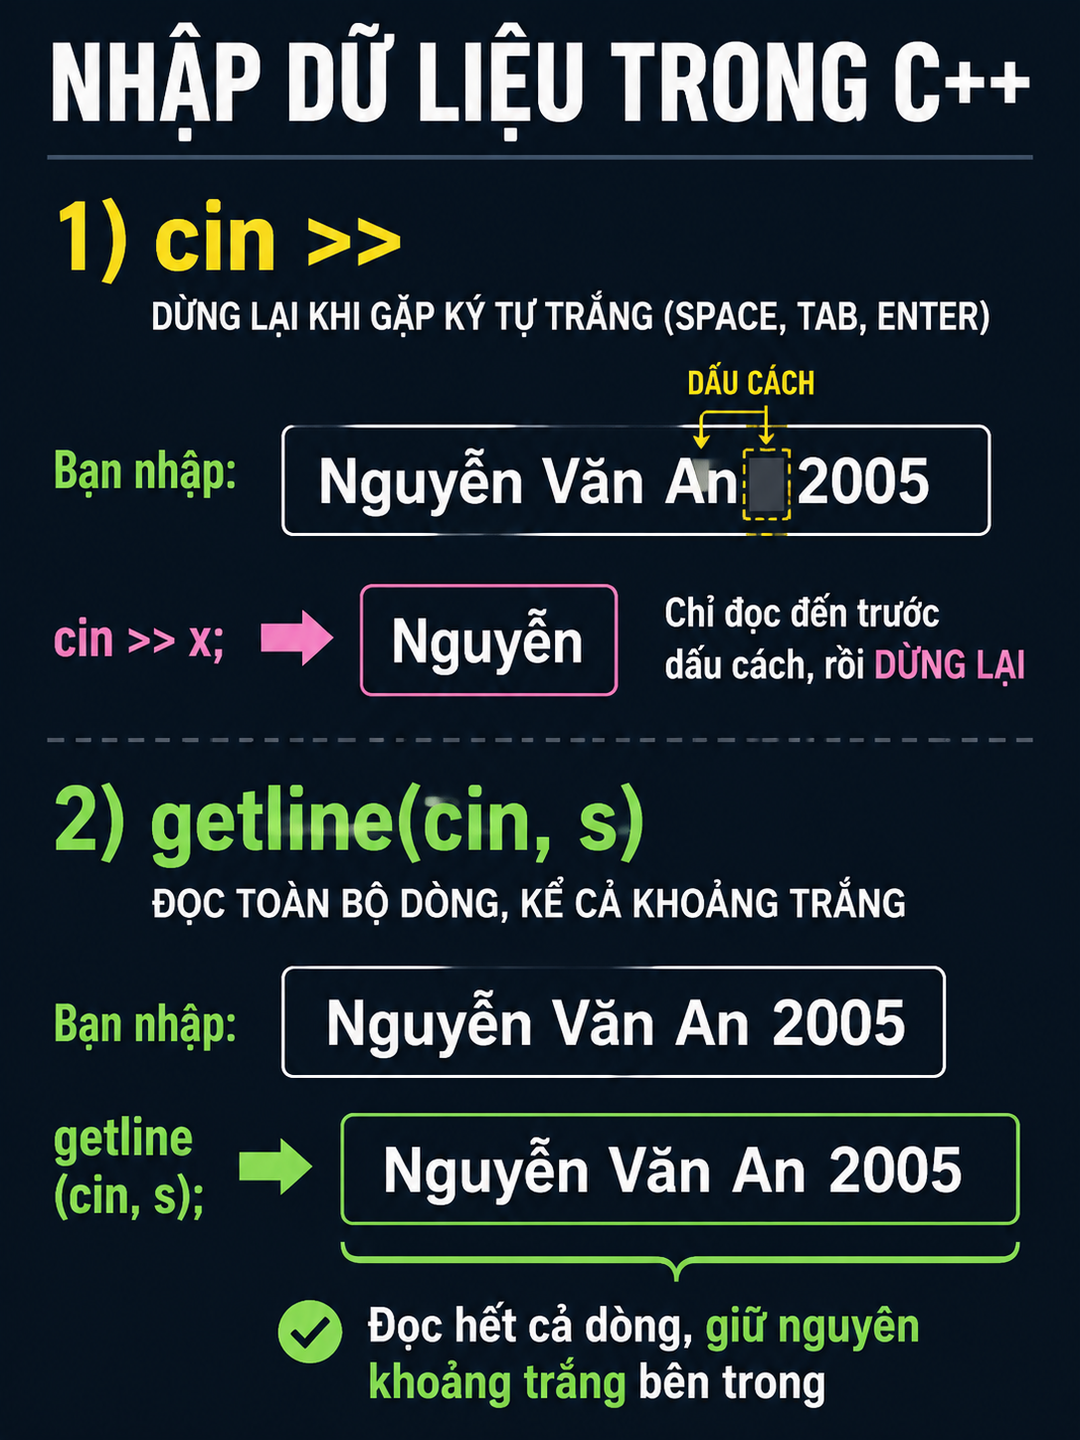 NHẬP DỮ LIỆU TRONG C++
1) cin >>
DỪNG LẠI KHI GẶP KÝ TỰ TRẮNG (SPACE, TAB, ENTER)
DẤU CÁCH
Bạn nhập: Nguyễn Văn An 2005
cin >> x; Nguyễn
Chỉ đọc đến trước
dấu cách, rồi DỪNG LẠI
2) getline(cin, s)
ĐỌC TOÀN BỘ DÒNG, KỂ CẢ KHOẢNG TRẮNG
Bạn nhập: Nguyễn Văn An 2005
getline
(cin, s);
Nguyễn Văn An 2005
Đọc hết cả dòng, giữ nguyên
khoảng trắng bên trong